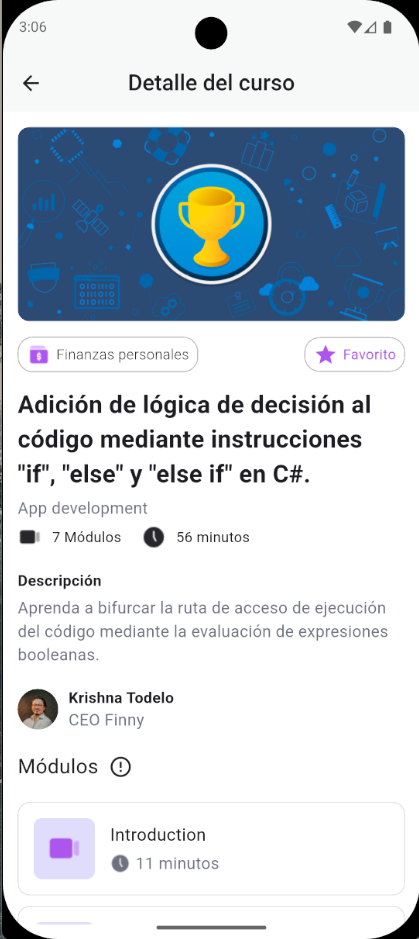 3:06
Detalle del curso
Finanzas personales
Favorito
Adición de lógica de decisión al
código mediante instrucciones
"if", "else" y "else if" en C#.
App development
7 Módulos
56 minutos
Descripción
Aprenda a bifurcar la ruta de acceso de ejecución
del código mediante la evaluación de expresiones
booleanas.
Krishna Todelo
CEO Finny
Módulos
Introduction
11 minutos